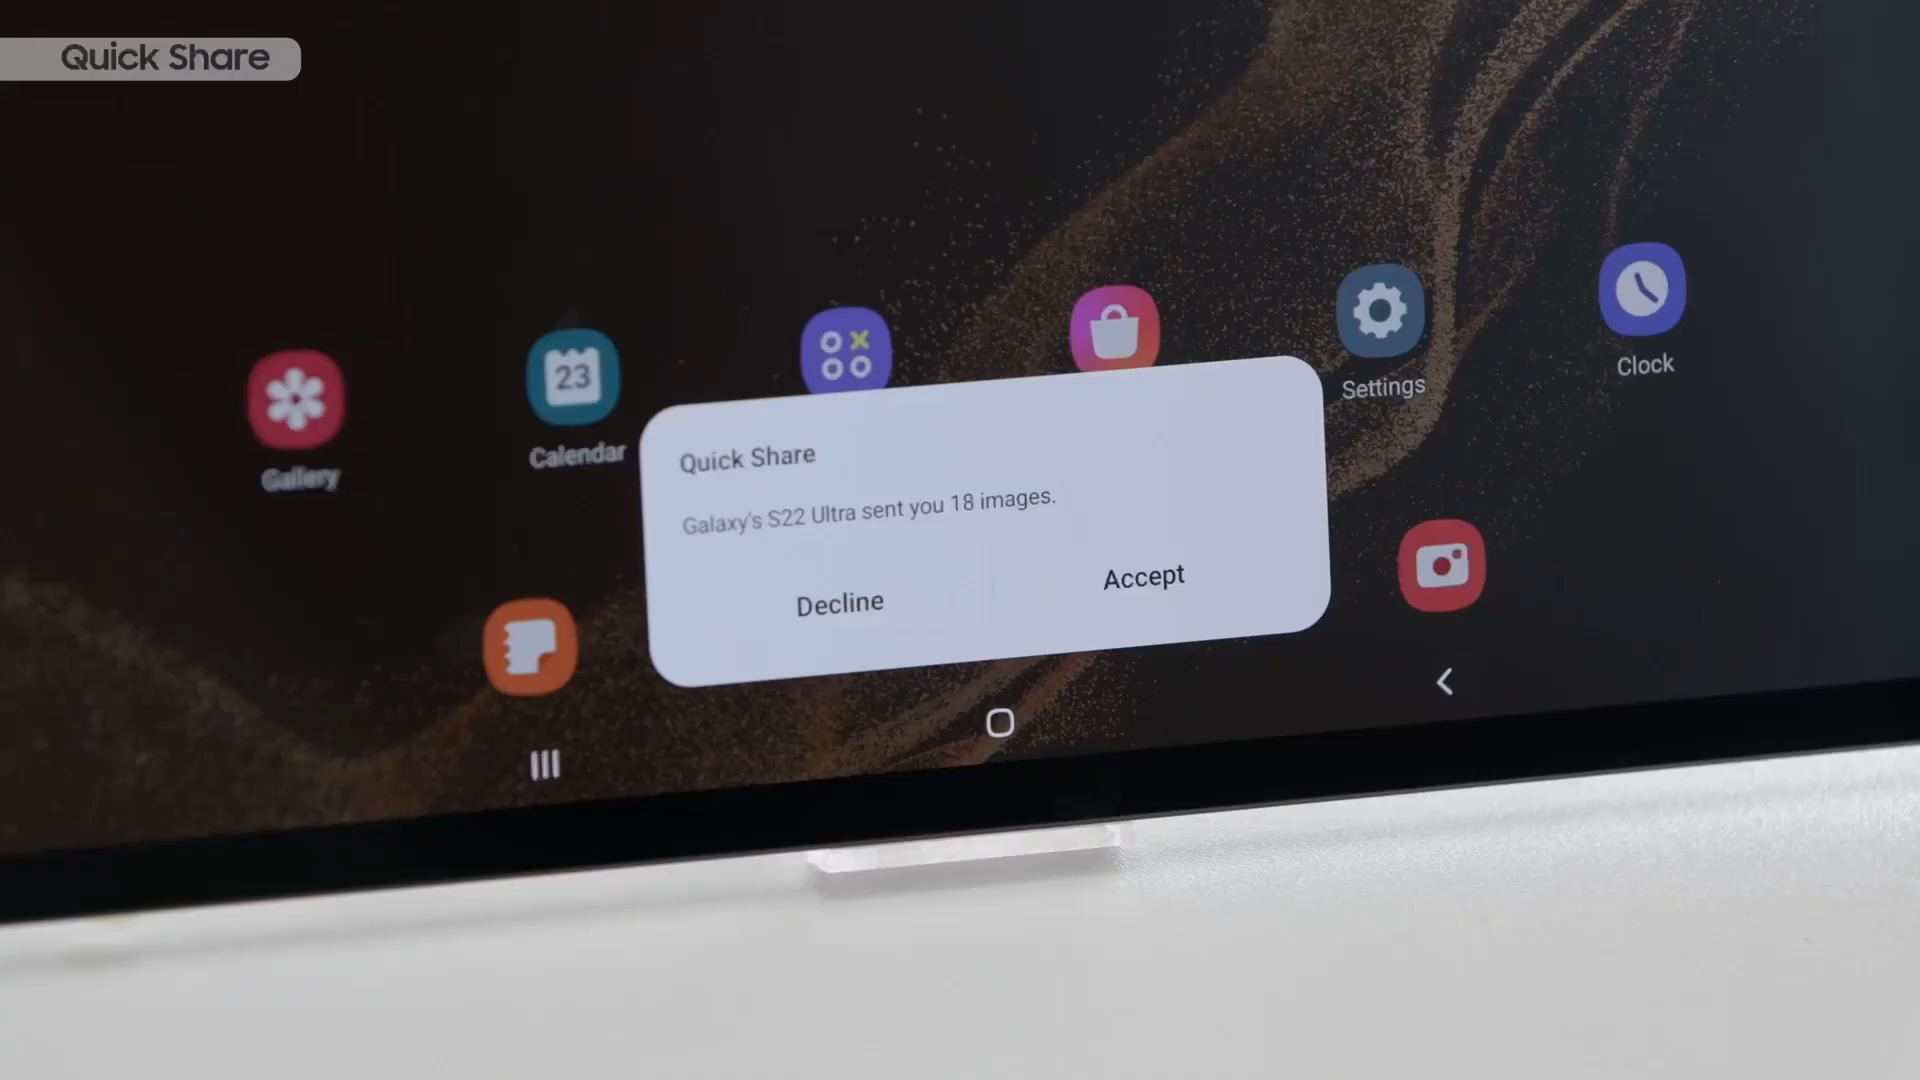 Quick Share
Clock
Settings
23
Calendar
Gallery
Quick Share
Galaxy's S22 Ultra sent you 18 images.
Decline
Accept